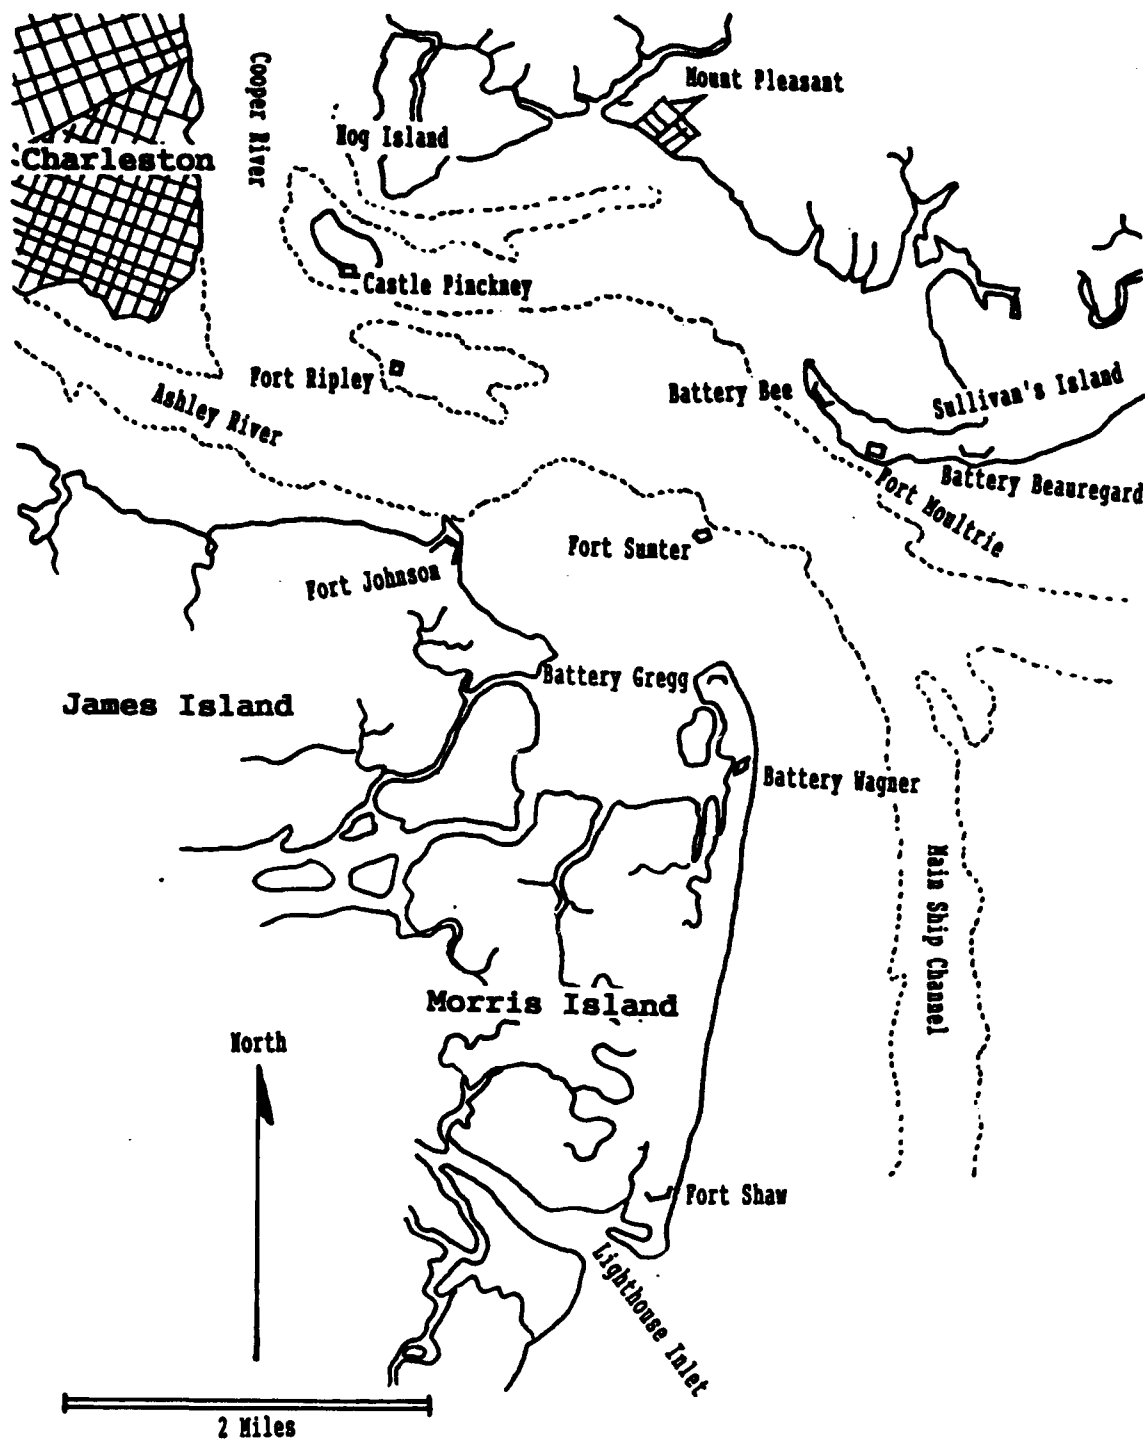 Cooper River
Mount Pleasant
Hog Island
Charleston
Castle Pinckney
Fort Ripley
Battery Bee
Sullivan's Island
Ashley River
Battery Beauregard
Fort Moultrie
Fort Sumter
Fort Johnson
Battery Gregg
James Island
Battery Wagner
Main Ship Channel
Morris Island
North
Fort Shaw
Lighthouse Inlet
2 Miles